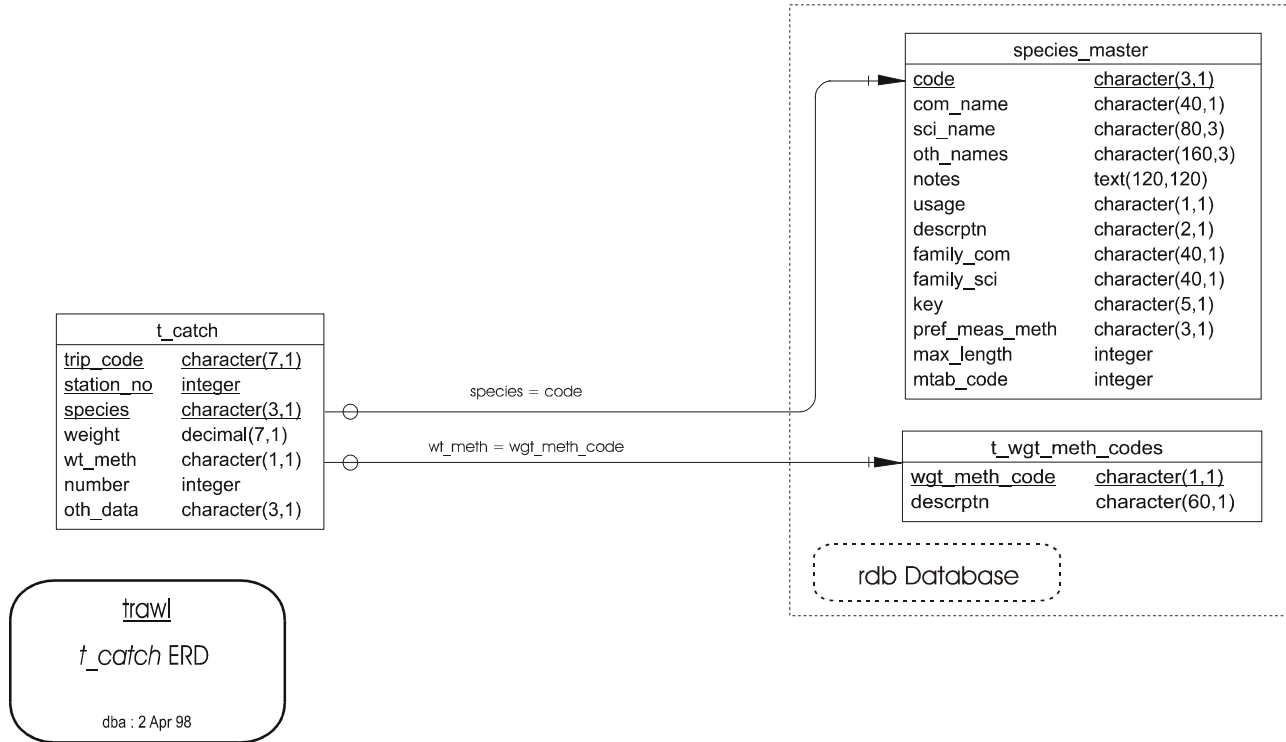 species_master
code character(3,1)
com_name character(40,1)
sci_name character(80,3)
oth_names character(160,3)
notes text(120,120)
usage character(1,1)
descrptn character(2,1)
family_com character(40,1)
family_sci character(40,1)
key character(5,1)
pref_meas_meth character(3,1)
max_length integer
mtab_code integer
t_catch
trip_code character(7,1)
station_no integer
species character(3,1)
weight decimal(7,1)
wt_meth character(1,1)
number integer
oth_data character(3,1)
species = code
wt_meth = wgt_meth_code
t_wgt_meth_codes
wgt_meth_code character(1,1)
descrptn character(60,1)
rdb Database
trawl
t_catch ERD
dba : 2 Apr 98